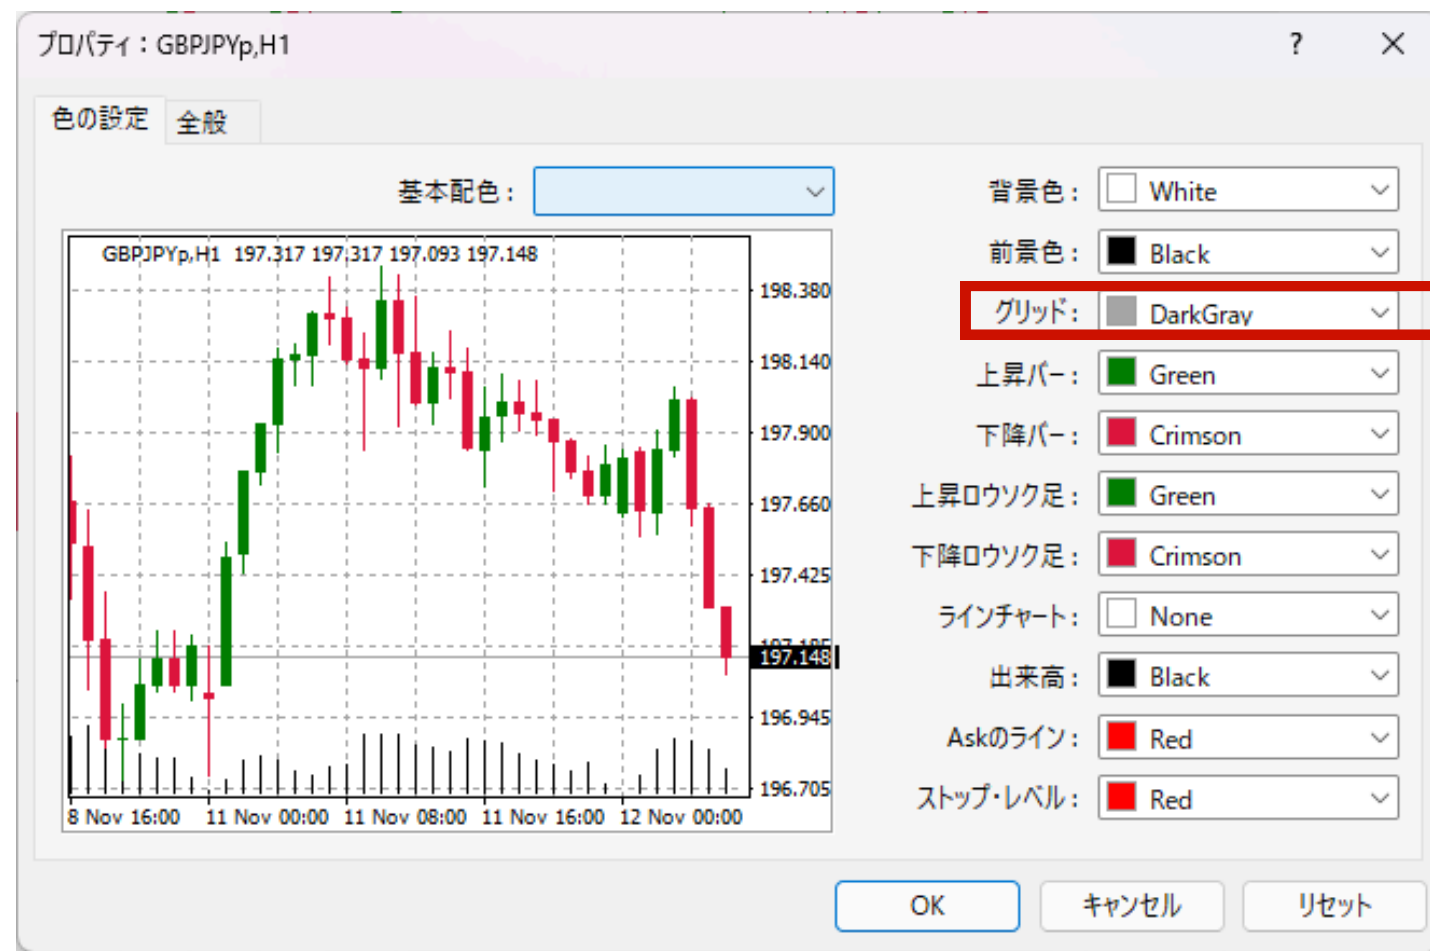 プロパティ：GBPJPYp,H1
?
色の設定
全般
基本配色：
GBPJPYp,H1 197.317 197.317 197.093 197.148
198.380
198.140
197.900
197.660
197.425
197.148
196.945
196.705
8 Nov 16:00 11 Nov 00:00 11 Nov 08:00 11 Nov 16:00 12 Nov 00:00
背景色： White
前景色： Black
グリッド： DarkGray
上昇バー： Green
下降バー： Crimson
上昇ロウソク足： Green
下降ロウソク足： Crimson
ラインチャート： None
出来高： Black
Askのライン： Red
ストップ・レベル： Red
OK
キャンセル
リセット